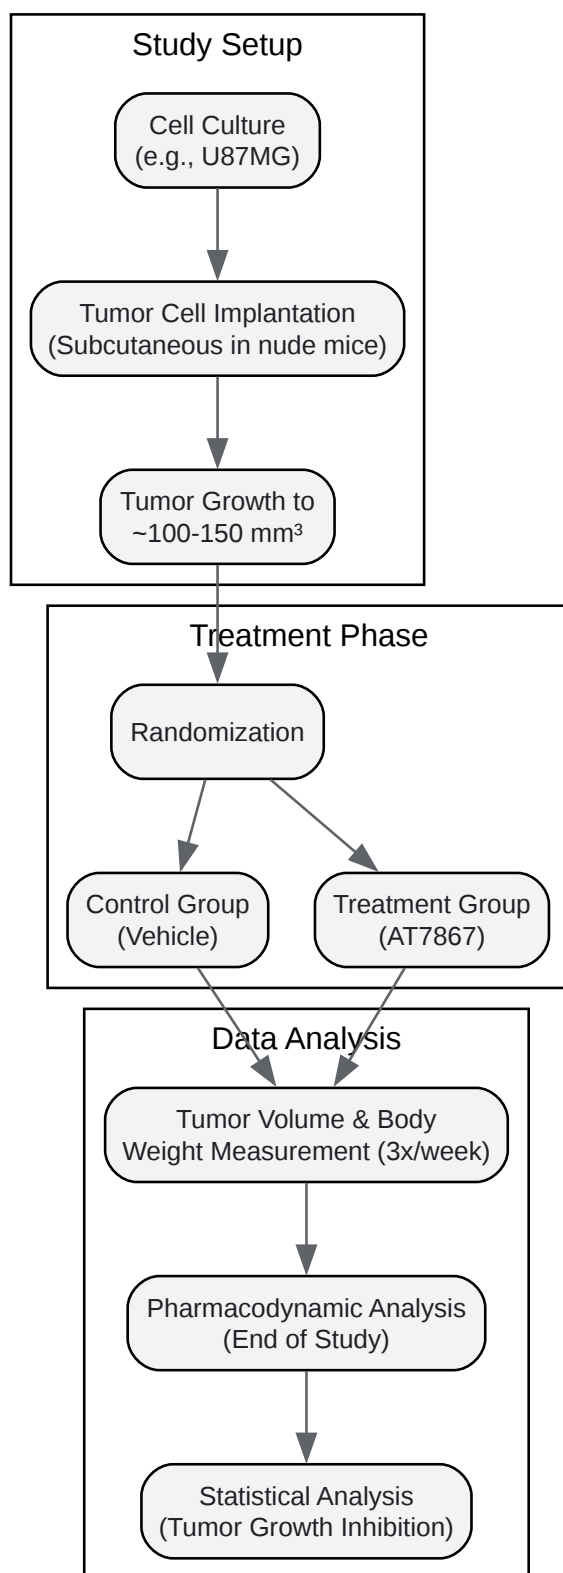 Study Setup
Cell Culture
(e.g., U87MG)
Tumor Cell Implantation
(Subcutaneous in nude mice)
Tumor Growth to
~100-150 mm³
Treatment Phase
Randomization
Control Group
(Vehicle)
Treatment Group
(AT7867)
Data Analysis
Tumor Volume & Body
Weight Measurement (3x/week)
Pharmacodynamic Analysis
(End of Study)
Statistical Analysis
(Tumor Growth Inhibition)